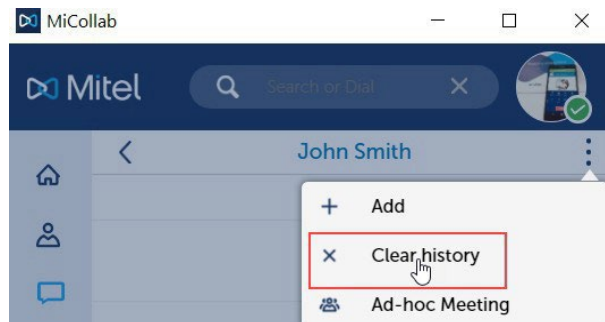 MiCollab
Mitel
Search or Dial
John Smith
Add
Clear history
Ad-hoc Meeting